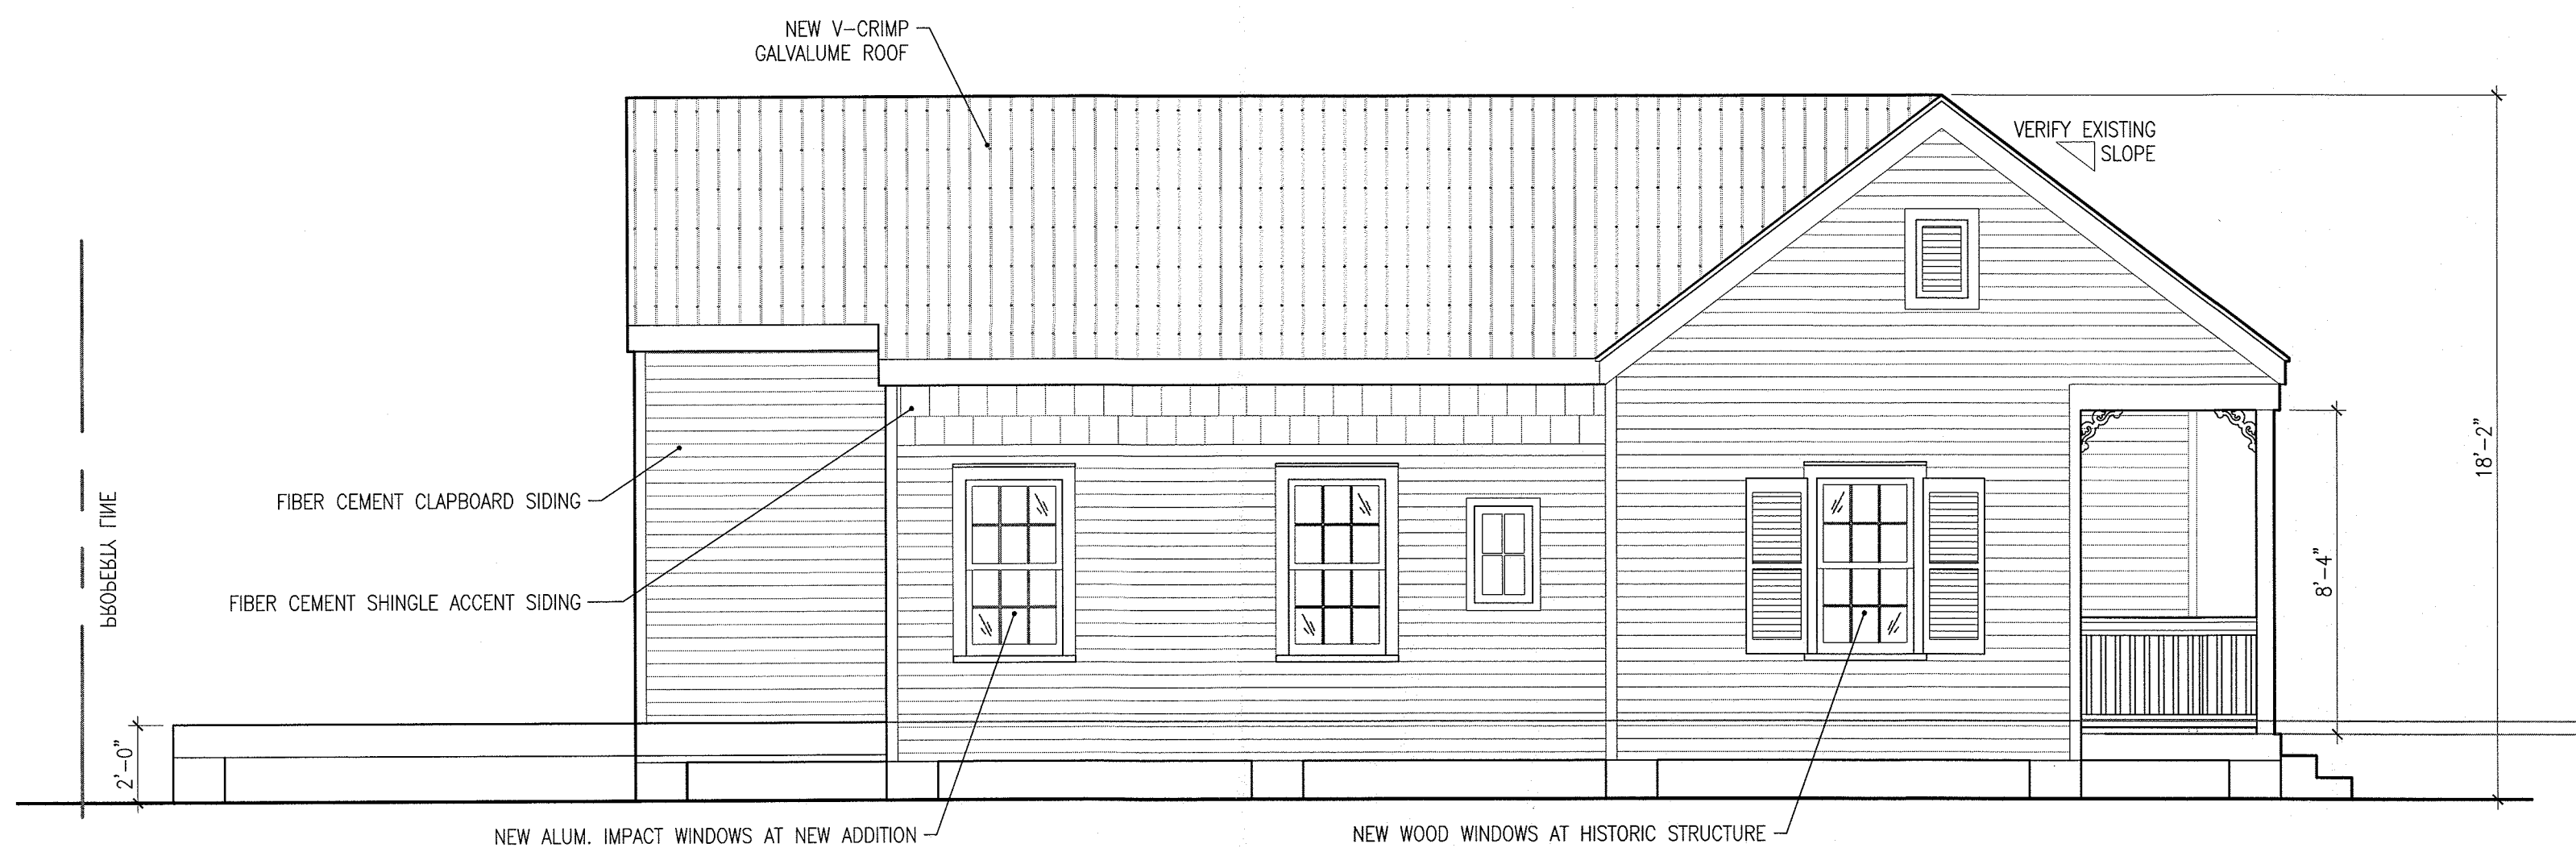 NEW V-CRIMP
GALVALUME ROOF
VERIFY EXISTING
SLOPE
18'-2"
8'-4"
FIBER CEMENT CLAPBOARD SIDING
PROPERTY LINE
FIBER CEMENT SHINGLE ACCENT SIDING
2'-0"
NEW ALUM. IMPACT WINDOWS AT NEW ADDITION
NEW WOOD WINDOWS AT HISTORIC STRUCTURE